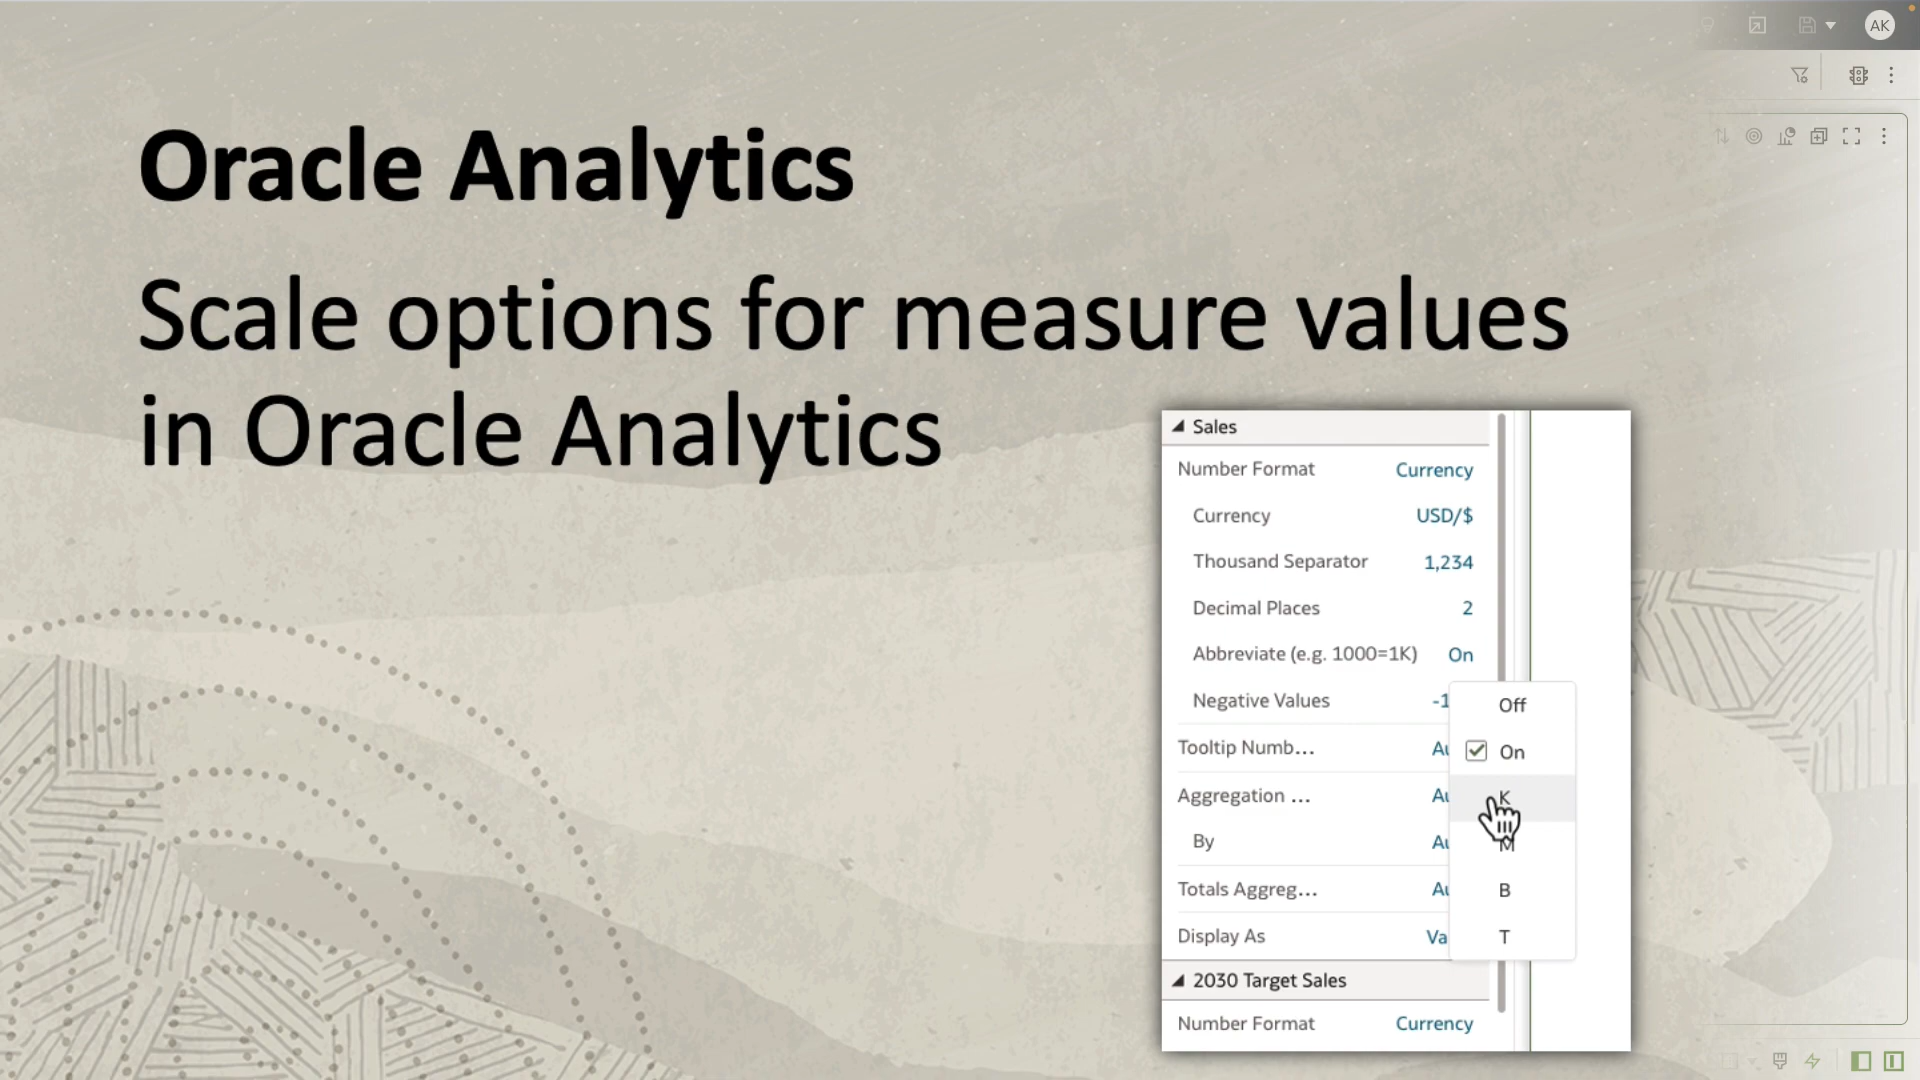 AK
Oracle Analytics
Scale options for measure values
in Oracle Analytics
Sales
Number Format Currency
Currency USD/$
Thousand Separator 1,234
Decimal Places 2
Abbreviate (e.g. 1000=1K) On
Negative Values -1
Off
On
K
M
B
T
Tooltip Numb...
Aggregation ...
By
Totals Aggreg...
Display As
2030 Target Sales
Number Format Currency